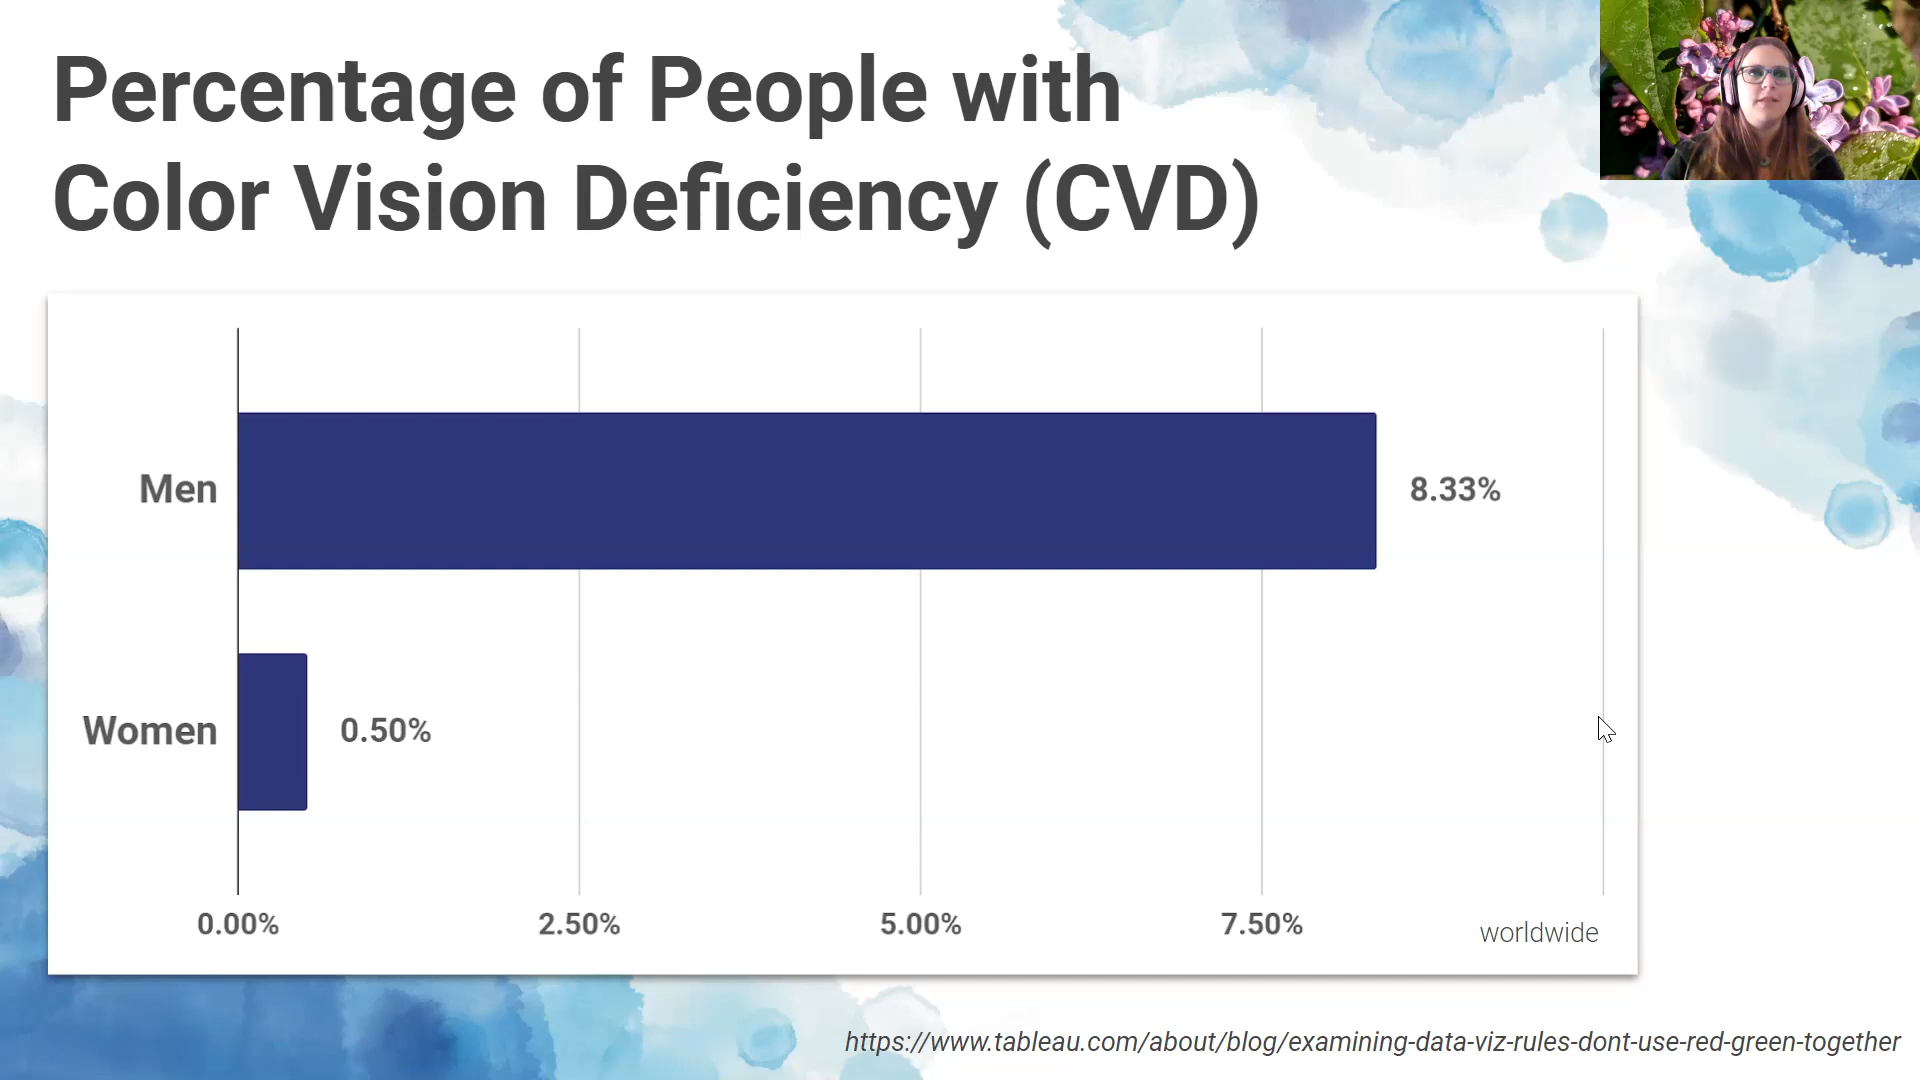 Percentage of People with
Color Vision Deficiency (CVD)
Men
8.33%
Women
0.50%
0.00%
2.50%
5.00%
7.50%
worldwide
https://www.tableau.com/about/blog/examining-data-viz-rules-dont-use-red-green-together